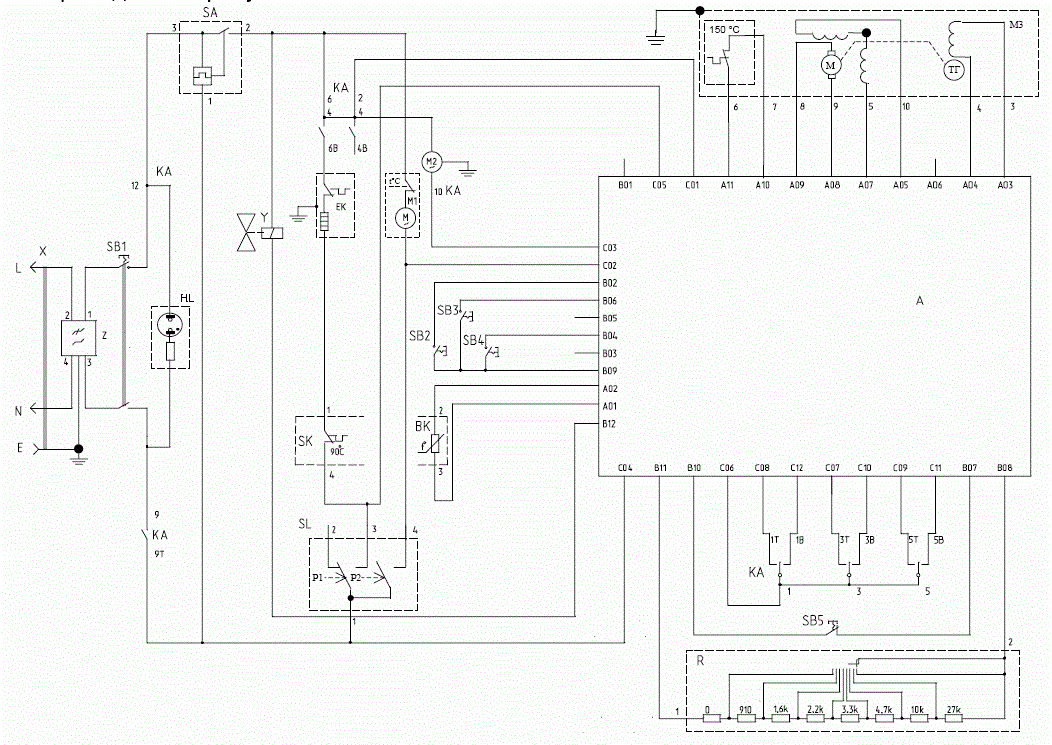 SA
3 2
1
150 °C
M
ТГ
М3
6 7 8 9 5 10 4 3
KA
6 2
4 4
6B 4B
M2
10 KA
KA
12
t°C
M1
M
EK
Y
B01 C05 C01 A11 A10 A09 A08 A07 A05 A06 A04 A03
C03
C02
B02
B06
B05
B04
B03
B09
A02
A01
B12
A
X
L
SB1
2 1
Z
4 3
HL
SB3
SB2
SB4
N
E
1
SK
90°C
4
2
BK
t°
3
C04 B11 B10 C06 C08 C12 C07 C10 C09 C11 B07 B08
9
KA
9T
SL
2 3 4
P1 P2
1
1T 1B 3T 3B 5T 5B
KA
1 3 5
SB5
2
R
1
0 910 1.6k 2.2k 3.3k 4.7k 10k 27k